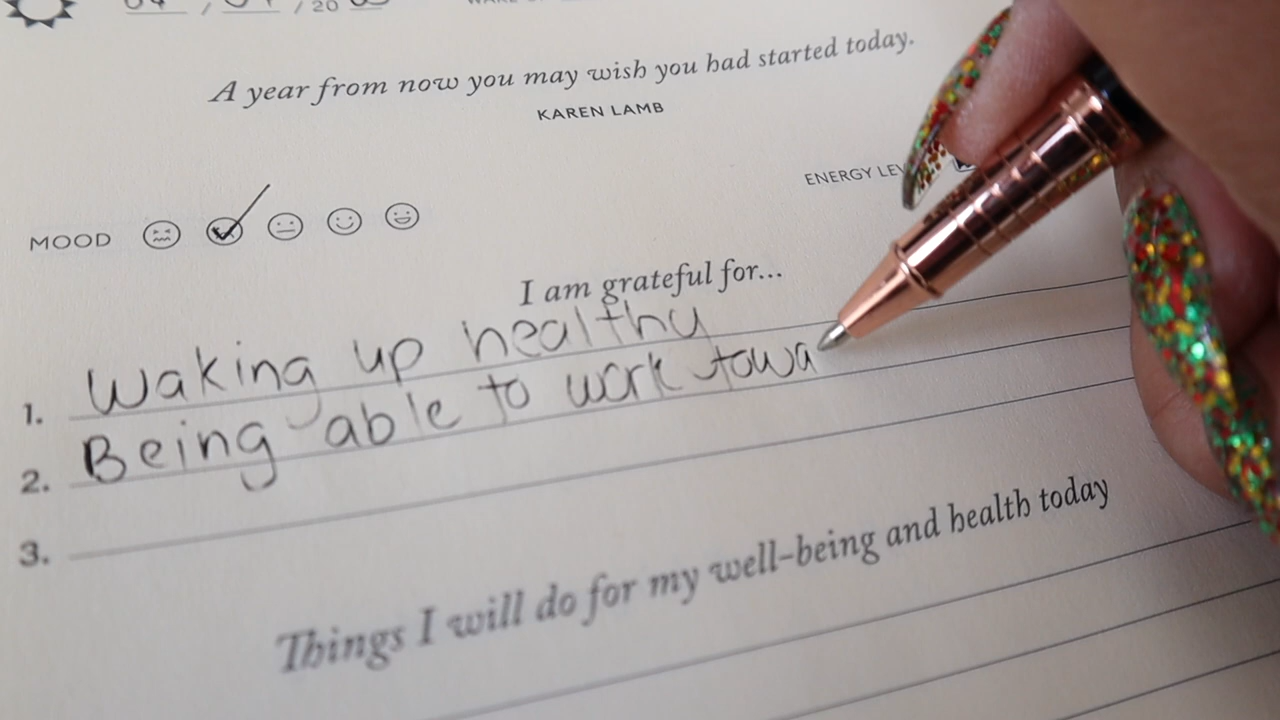 / 20
A year from now you may wish you had started today.
KAREN LAMB
ENERGY
MOOD
I am grateful for...
1. Waking up healthy
2. Being able to work towa
3.
Things I will do for my well-being and health today